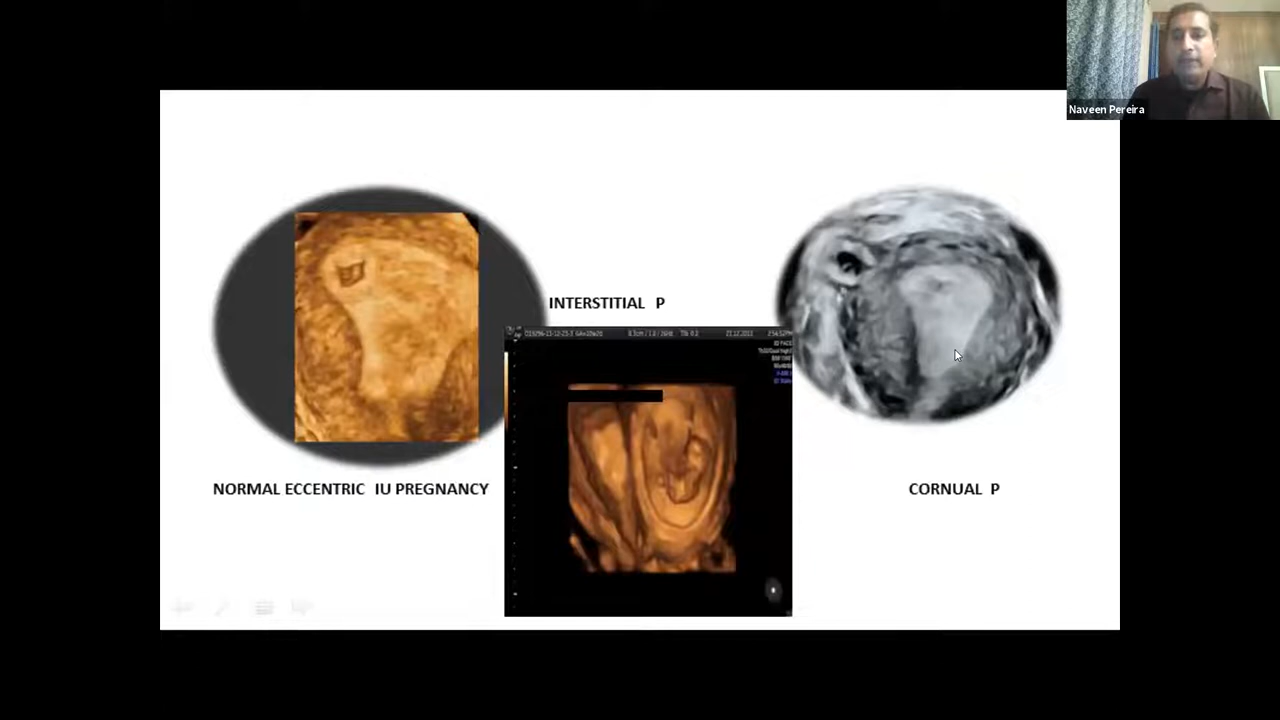 Naveen Pereira
INTERSTITIAL P
NORMAL ECCENTRIC IU PREGNANCY
CORNUAL P